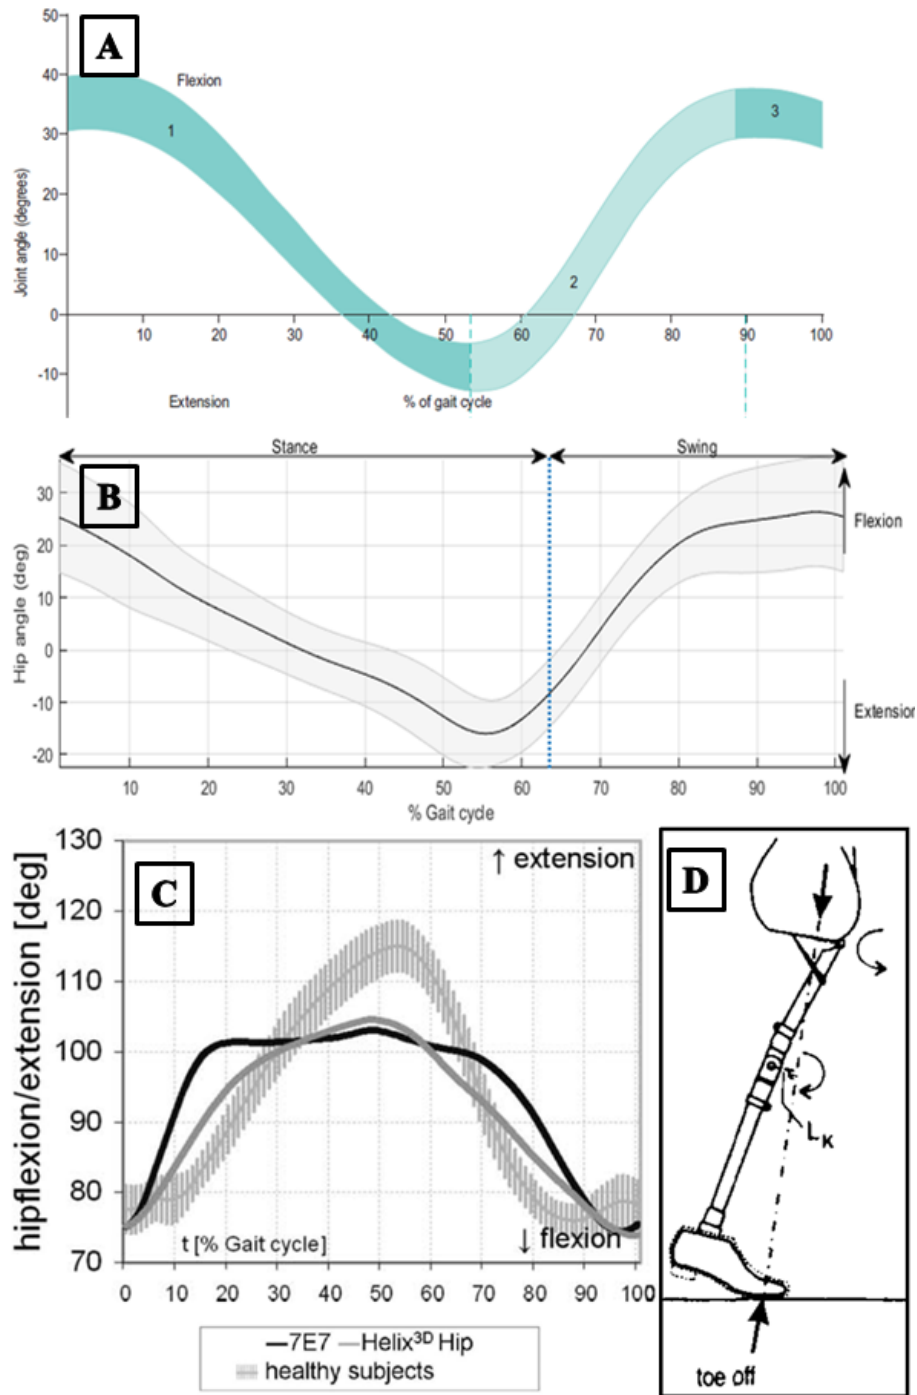 A
50
40
30
20
10
0
-10
Joint angle (degrees)
Flexion
1
2
3
10 20 30 40 50 60 70 80 90 100
Extension
% of gait cycle
B
Stance
Swing
30
20
10
0
-10
-20
Hip angle (deg)
Flexion
Extension
10 20 30 40 50 60 70 80 90 100
% Gait cycle
C
130
120
110
100
90
80
70
hipflexion/extension [deg]
↑ extension
t [% Gait cycle]
↓ flexion
0 10 20 30 40 50 60 70 80 90 100
7E7
Helix3D Hip
healthy subjects
D
LK
toe off